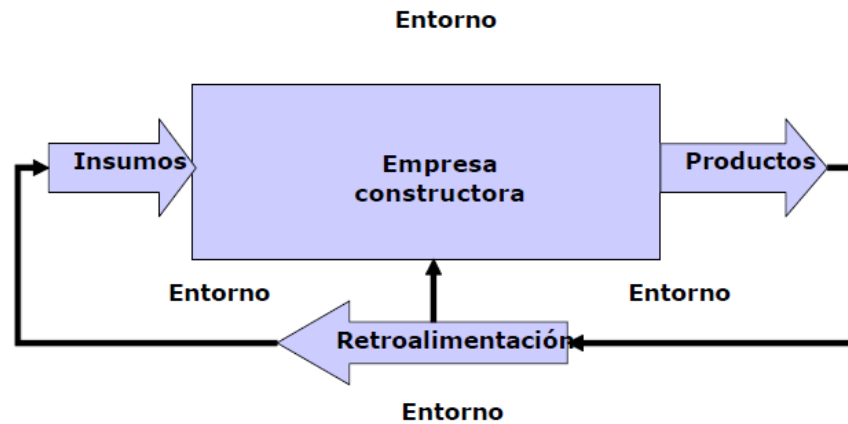 Entorno
Insumos
Empresa
constructora
Productos
Entorno
Entorno
Retroalimentación
Entorno